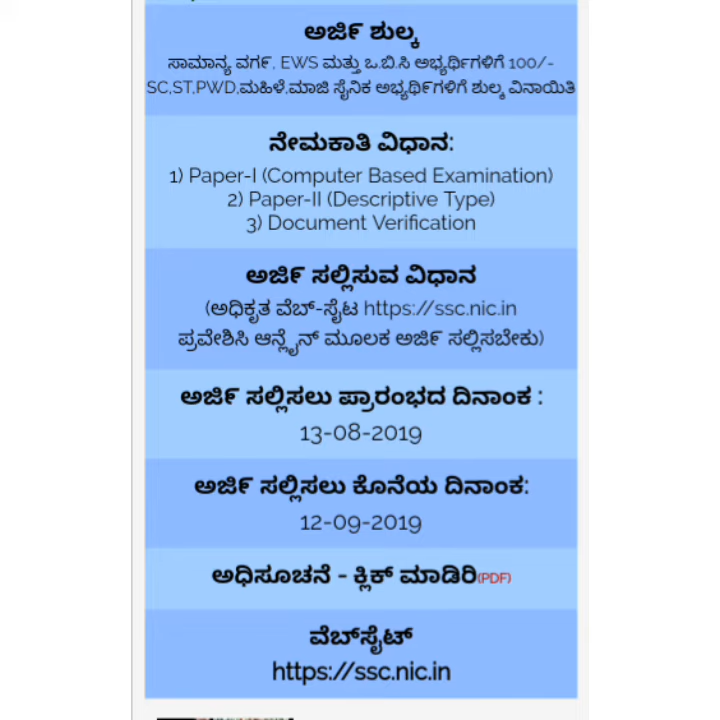 ಅರ್ಜಿ ಶುಲ್ಕ
ಸಾಮಾನ್ಯ ವರ್ಗ, EWS ಮತ್ತು ಒ.ಬಿ.ಸಿ ಅಭ್ಯರ್ಥಿಗಳಿಗೆ 100/-
SC,ST,PWD,ಮಹಿಳೆ,ಮಾಜಿ ಸೈನಿಕ ಅಭ್ಯರ್ಥಿಗಳಿಗೆ ಶುಲ್ಕ ವಿನಾಯಿತಿ
ನೇಮಕಾತಿ ವಿಧಾನ:
1) Paper-I (Computer Based Examination)
2) Paper-II (Descriptive Type)
3) Document Verification
ಅರ್ಜಿ ಸಲ್ಲಿಸುವ ವಿಧಾನ
(ಅಧಿಕೃತ ವೆಬ್-ಸೈಟ https://ssc.nic.in
ಪ್ರವೇಶಿಸಿ ಆನ್ಲೈನ್ ಮೂಲಕ ಅರ್ಜಿ ಸಲ್ಲಿಸಬೇಕು)
ಅರ್ಜಿ ಸಲ್ಲಿಸಲು ಪ್ರಾರಂಭದ ದಿನಾಂಕ :
13-08-2019
ಅರ್ಜಿ ಸಲ್ಲಿಸಲು ಕೊನೆಯ ದಿನಾಂಕ:
12-09-2019
ಅಧಿಸೂಚನೆ - ಕ್ಲಿಕ್ ಮಾಡಿರಿ(PDF)
ವೆಬ್‌ಸೈಟ್
https://ssc.nic.in